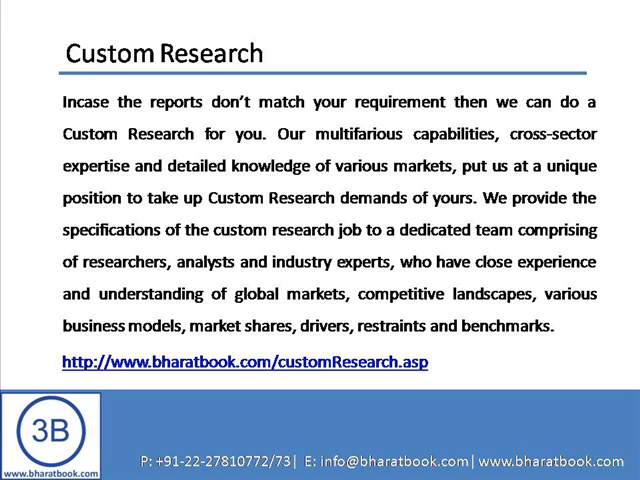 Custom Research
Incase the reports don't match your requirement then we can do a
Custom Research for you. Our multifarious capabilities, cross-sector
expertise and detailed knowledge of various markets, put us at a unique
position to take up Custom Research demands of yours. We provide the
specifications of the custom research job to a dedicated team comprising
of researchers, analysts and industry experts, who have close experience
and understanding of global markets, competitive landscapes, various
business models, market shares, drivers, restraints and benchmarks.
http://www.bharatbook.com/customResearch.asp
3B
www.bharatbook.com
P: +91-22-27810772/73| E: info@bharatbook.com| www.bharatbook.com